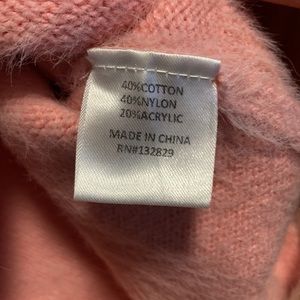 40%COTTON
40%NYLON
20%ACRYLIC
MADE IN CHINA
RN#132829